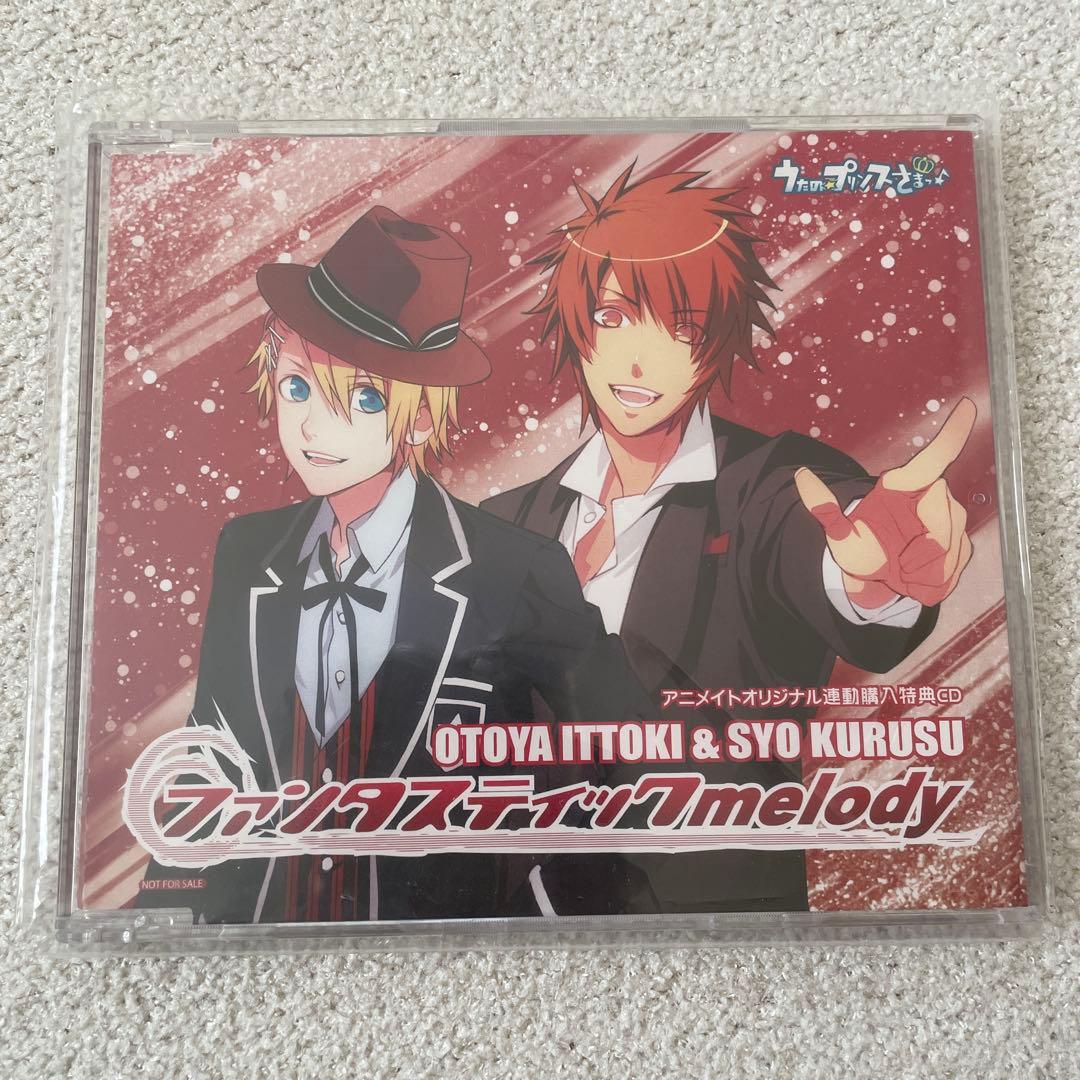 うたの☆プリンスさまっ♪
アニメイトオリジナル連動購入特典CD
OTOYA ITTOKI & SYO KURUSU
ファンタスティックmelody
NOT FOR SALE